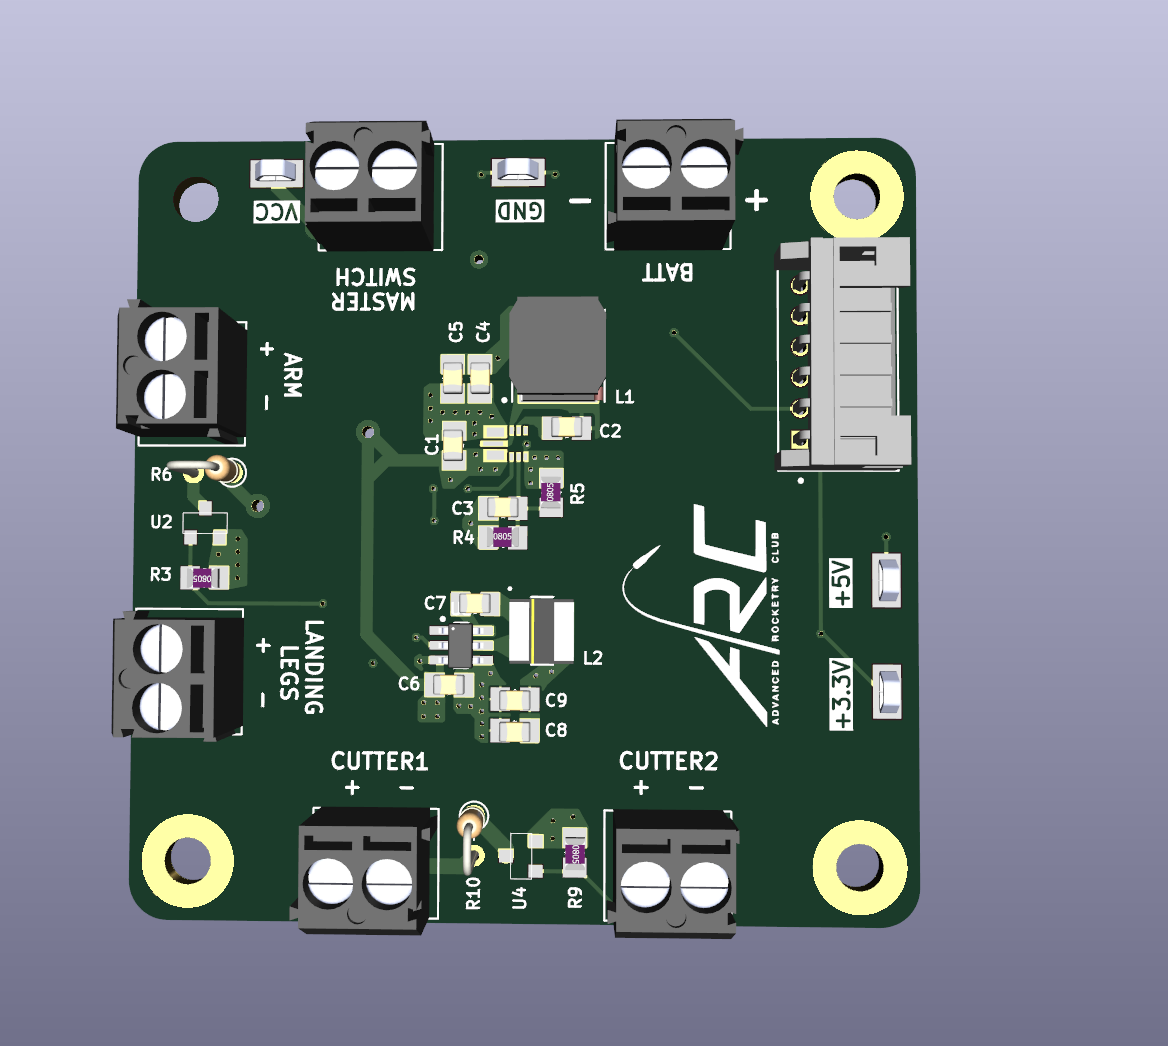 VCC
GND
−
+
MASTER
SWITCH
BATT
C5
C4
L1
+
ARM
−
C1
C2
R6
0805
R5
C3
U2
R4
0805
R3
0805
C7
L2
+5V
ARC
ADVANCED ROCKETRY CLUB
+
LANDING
LEGS
−
C6
C9
C8
+3.3V
CUTTER1
+ −
CUTTER2
+ −
R10
U4
0805
R9